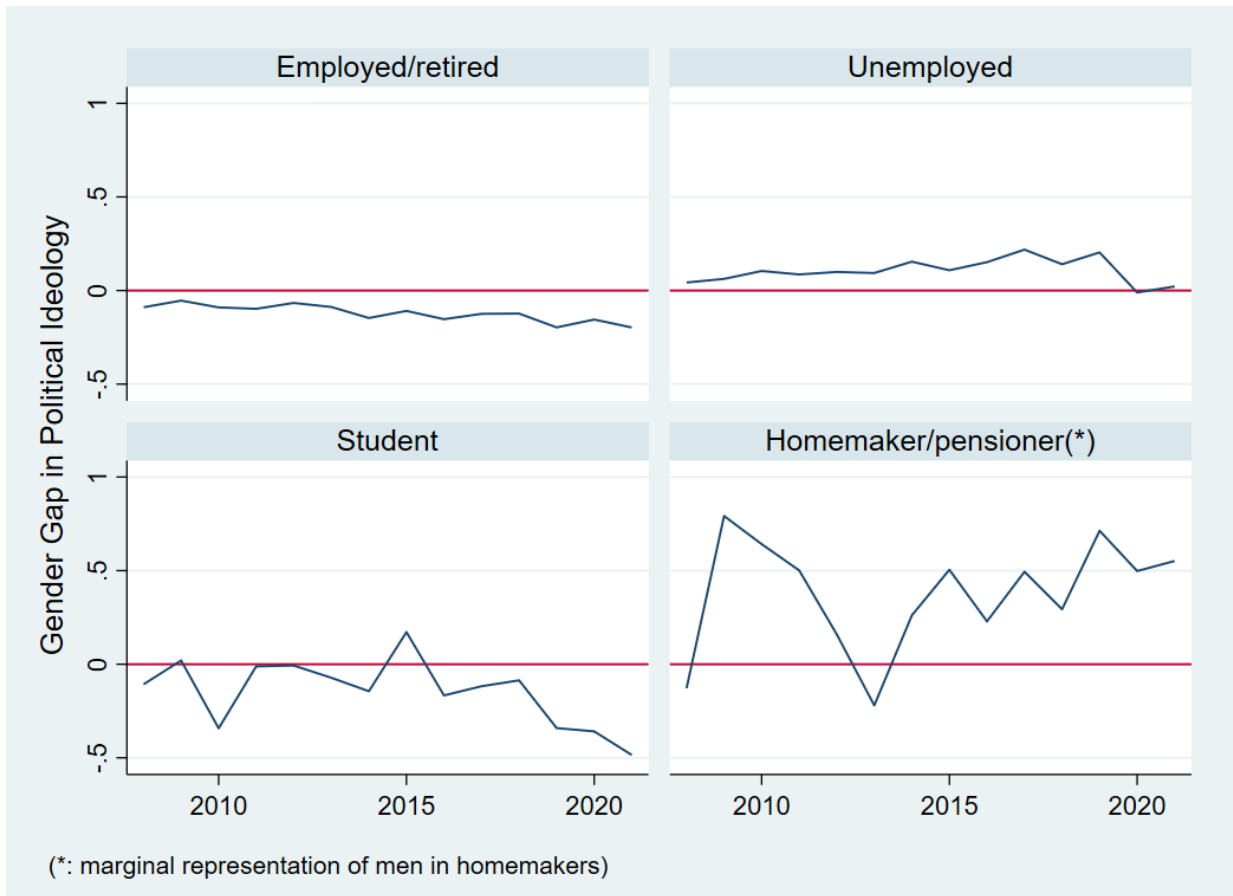 Employed/retired
Unemployed
Gender Gap in Political Ideology
1
.5
0
-.5
Student
Homemaker/pensioner(*)
1
.5
0
-.5
2010
2015
2020
2010
2015
2020
(*: marginal representation of men in homemakers)